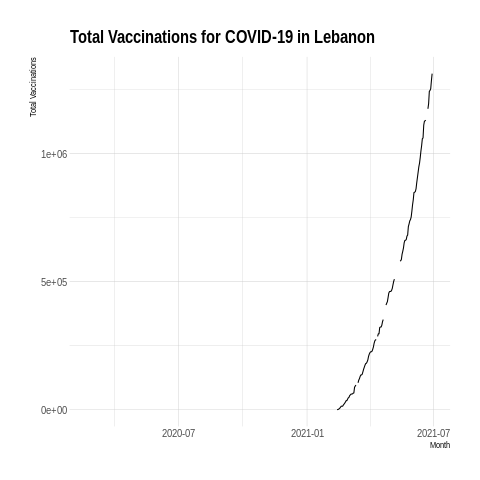 Total Vaccinations for COVID-19 in Lebanon
Total Vaccinations
1e+06
5e+05
0e+00
2020-07 2021-01 2021-07
Month